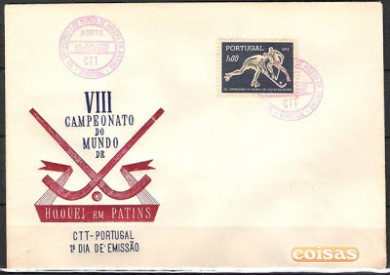 PORTO
CTT
PORTUGAL 1952
1$00
CTT
VIII
CAMPEONATO
DO
MUNDO
DE
HOQUEI EM PATINS
CTT-PORTUGAL
1º DIA DE EMISSÃO
coisas